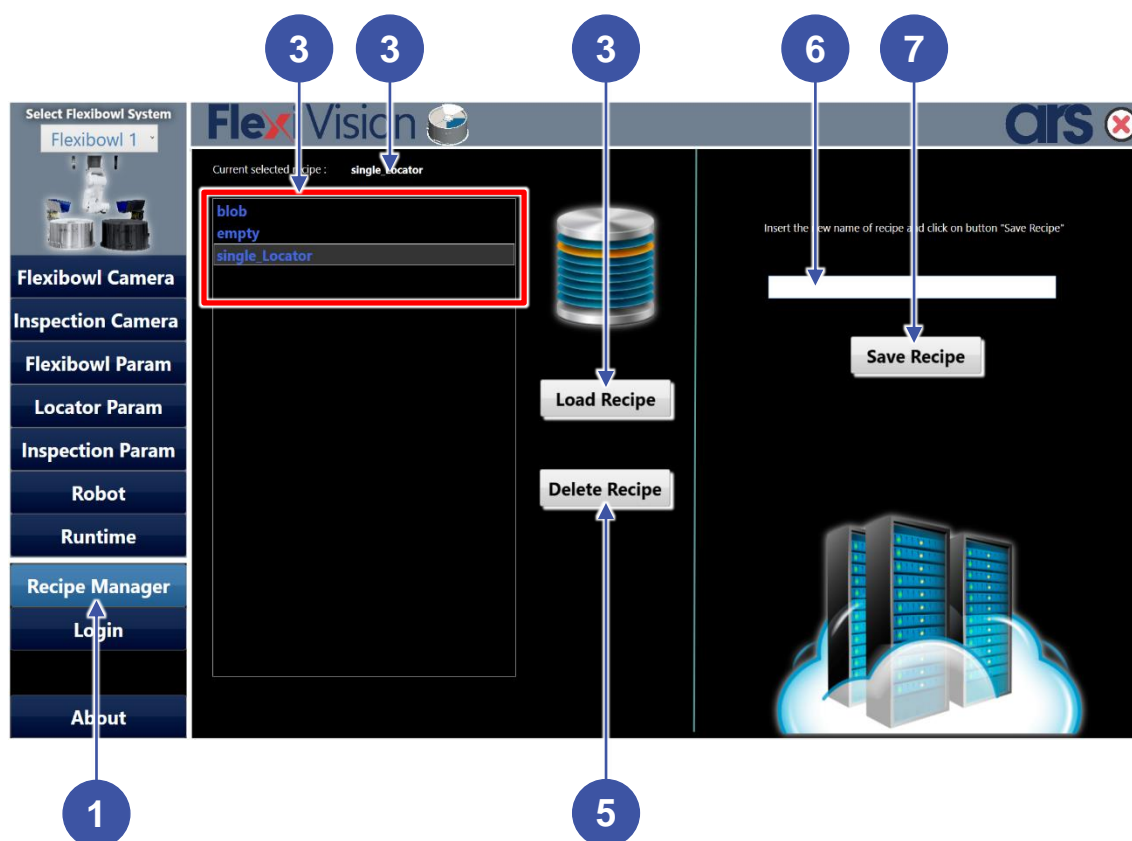 3 3 3 6 7
Select Flexibowl System
Flexibowl 1
FlexiVision
ars
Current selected recipe : single_Locator
blob
empty
single_Locator
Insert the new name of recipe and click on button "Save Recipe"
Flexibowl Camera
Inspection Camera
Flexibowl Param
Locator Param
Inspection Param
Robot
Runtime
Recipe Manager
Login
About
Load Recipe
Delete Recipe
Save Recipe
1 5